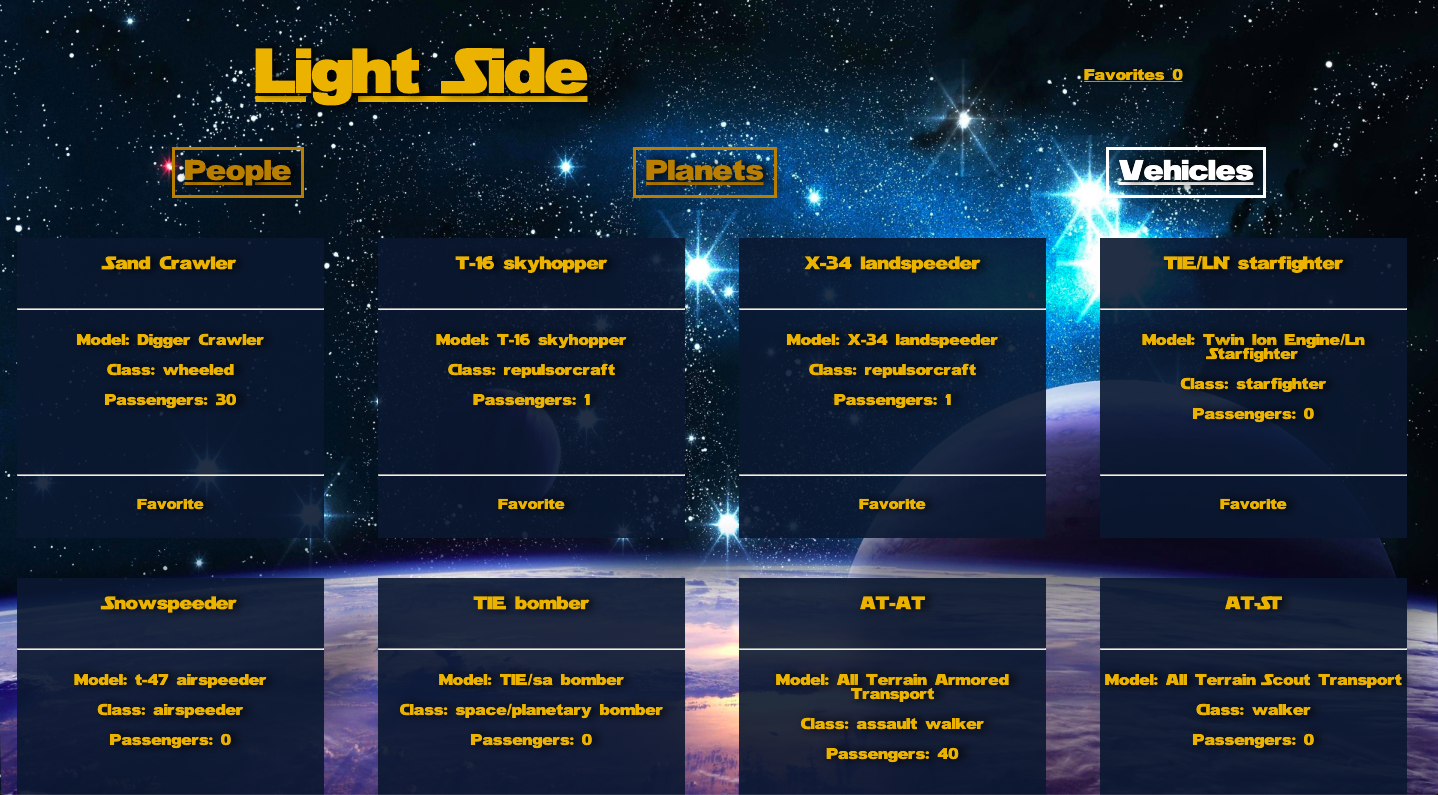 Light Side
Favorites 0
People
Planets
Vehicles
Sand Crawler
Model: Digger Crawler
Class: wheeled
Passengers: 30
Favorite
T-16 skyhopper
Model: T-16 skyhopper
Class: repulsorcraft
Passengers: 1
Favorite
X-34 landspeeder
Model: X-34 landspeeder
Class: repulsorcraft
Passengers: 1
Favorite
TIE/LN starfighter
Model: Twin Ion Engine/Ln
Starfighter
Class: starfighter
Passengers: 0
Favorite
Snowspeeder
Model: t-47 airspeeder
Class: airspeeder
Passengers: 0
TIE bomber
Model: TIE/sa bomber
Class: space/planetary bomber
Passengers: 0
AT-AT
Model: All Terrain Armored
Transport
Class: assault walker
Passengers: 40
AT-ST
Model: All Terrain Scout Transport
Class: walker
Passengers: 0